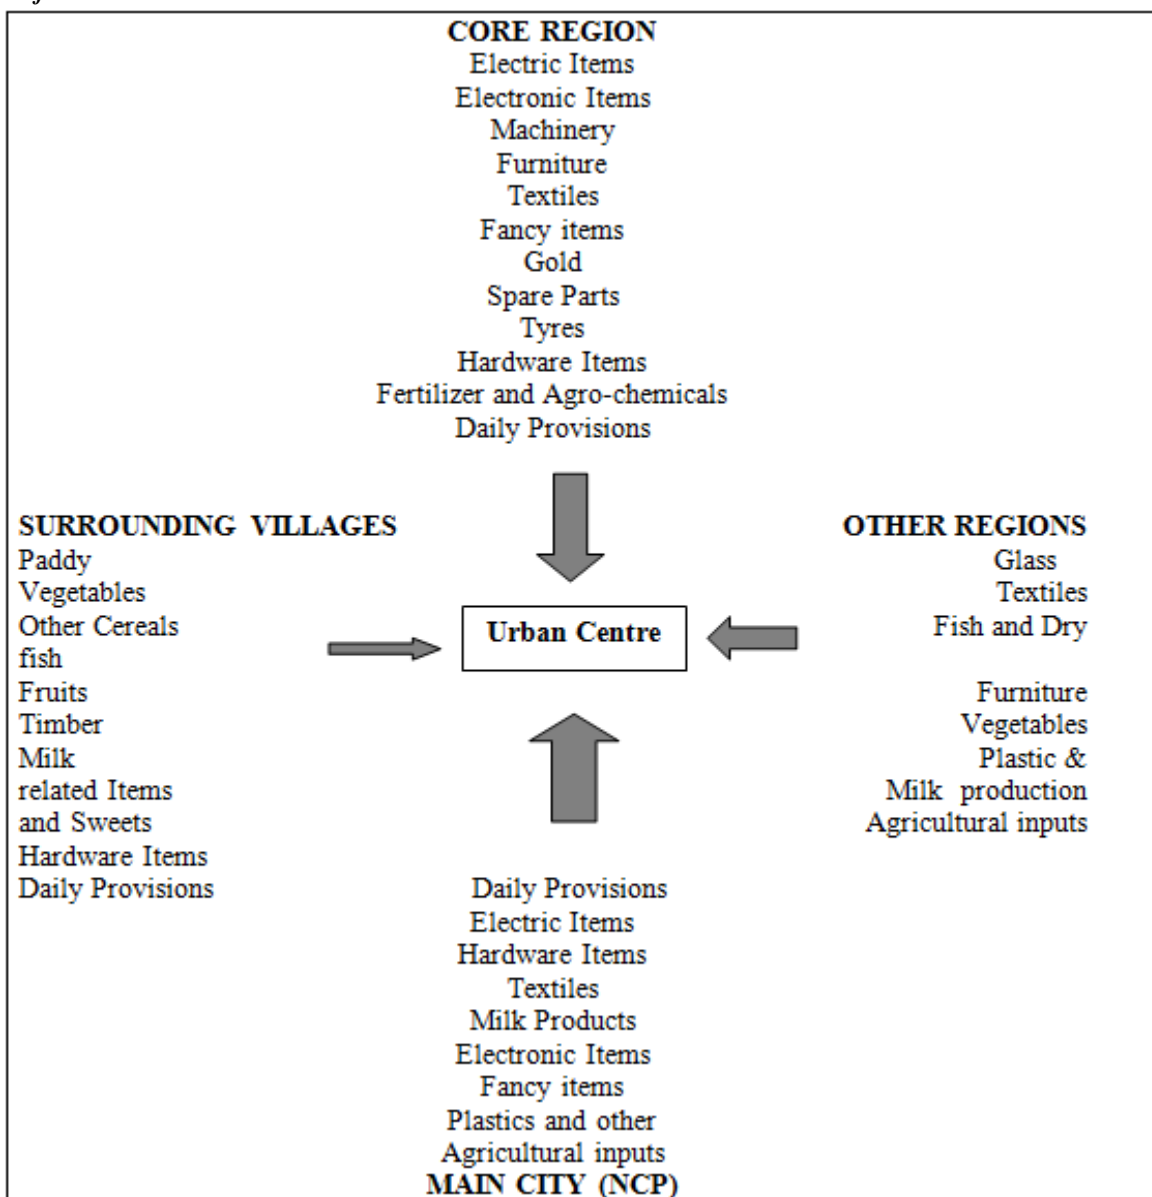 CORE REGION
Electric Items
Electronic Items
Machinery
Furniture
Textiles
Fancy items
Gold
Spare Parts
Tyres
Hardware Items
Fertilizer and Agro-chemicals
Daily Provisions
SURROUNDING VILLAGES
Paddy
Vegetables
Other Cereals
fish
Fruits
Timber
Milk
related Items
and Sweets
Hardware Items
Daily Provisions
Urban Centre
OTHER REGIONS
Glass
Textiles
Fish and Dry
Furniture
Vegetables
Plastic &
Milk production
Agricultural inputs
Daily Provisions
Electric Items
Hardware Items
Textiles
Milk Products
Electronic Items
Fancy items
Plastics and other
Agricultural inputs
MAIN CITY (NCP)